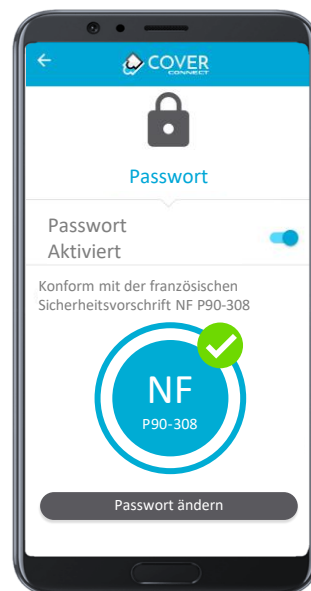 COVER
CONNECT
Passwort
Passwort
Aktiviert
Konform mit der französischen
Sicherheitsvorschrift NF P90-308
NF
P90-308
Passwort ändern